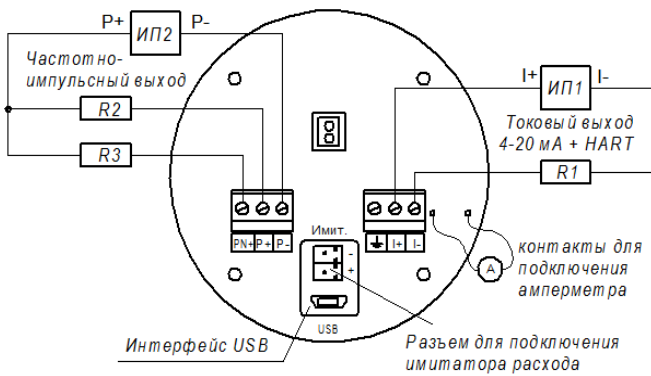 P+
ИП2
P-
Частотно-
импульсный выход
R2
R3
I+
ИП1
I-
Токовый выход
4-20 мА + HART
R1
PN+
P+
P-
Имит.
-
+
USB
I+
I-
A
контакты для
подключения
амперметра
Интерфейс USB
Разъем для подключения
имитатора расхода